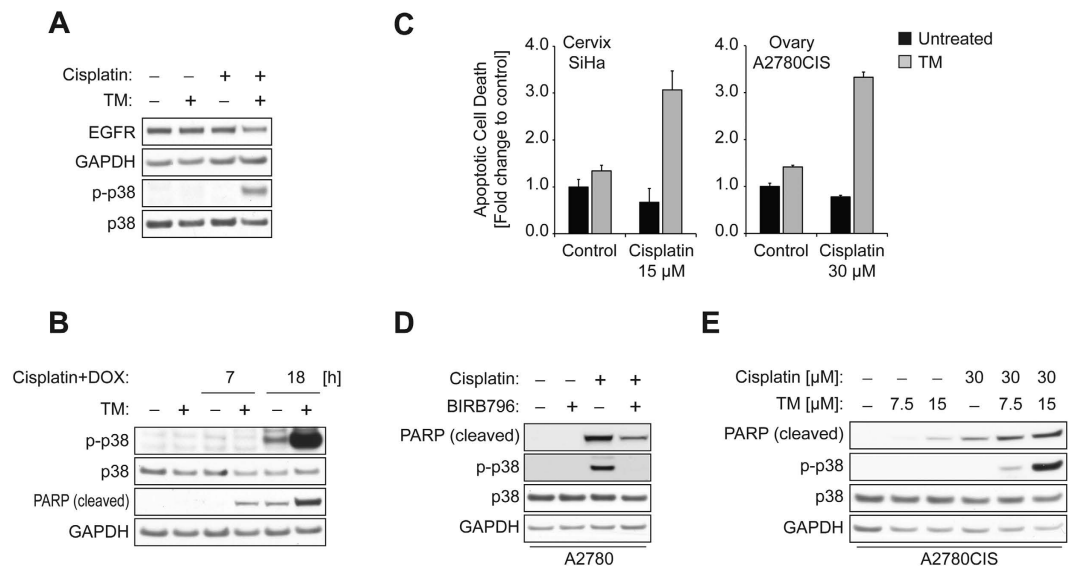 A
Cisplatin: – – + +
TM: – + – +
EGFR
GAPDH
p-p38
p38
B
Cisplatin+DOX: 7 18 [h]
TM: – + – + – +
p-p38
p38
PARP (cleaved)
GAPDH
C
Apoptotic Cell Death
[Fold change to control]
4.0
3.0
2.0
1.0
0.0
Cervix
SiHa
Control
Cisplatin
15 µM
4.0
3.0
2.0
1.0
0.0
Ovary
A2780CIS
Control
Cisplatin
30 µM
Untreated
TM
D
Cisplatin: – – + +
BIRB796: – + – +
PARP (cleaved)
p-p38
p38
GAPDH
A2780
E
Cisplatin [µM]: – – – 30 30 30
TM [µM]: – 7.5 15 – 7.5 15
PARP (cleaved)
p-p38
p38
GAPDH
A2780CIS